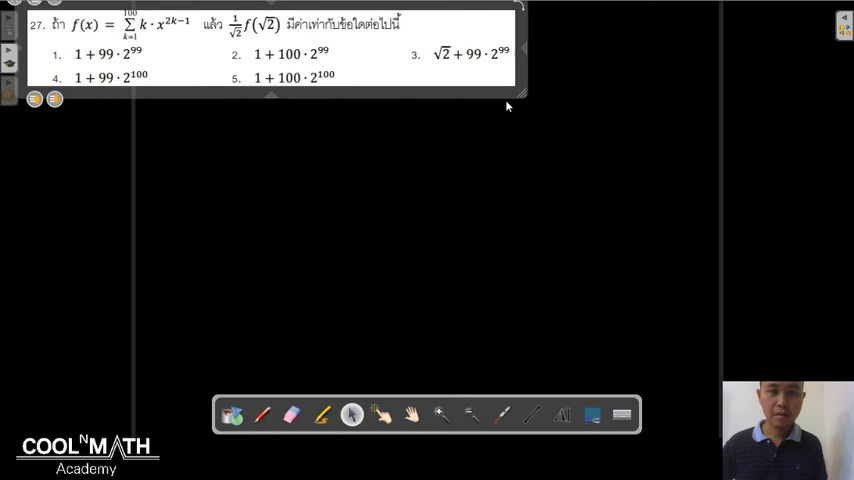 27. ถ้า f(x) = ∑_{k=1}^{100} k · x^{2k−1} แล้ว \frac{1}{√2} f(√2) มีค่าเท่ากับข้อใดต่อไปนี้
1. 1 + 99 · 2^{99} 2. 1 + 100 · 2^{99} 3. √2 + 99 · 2^{99}
4. 1 + 99 · 2^{100} 5. 1 + 100 · 2^{100}
AI
COOL^N MATH
Academy